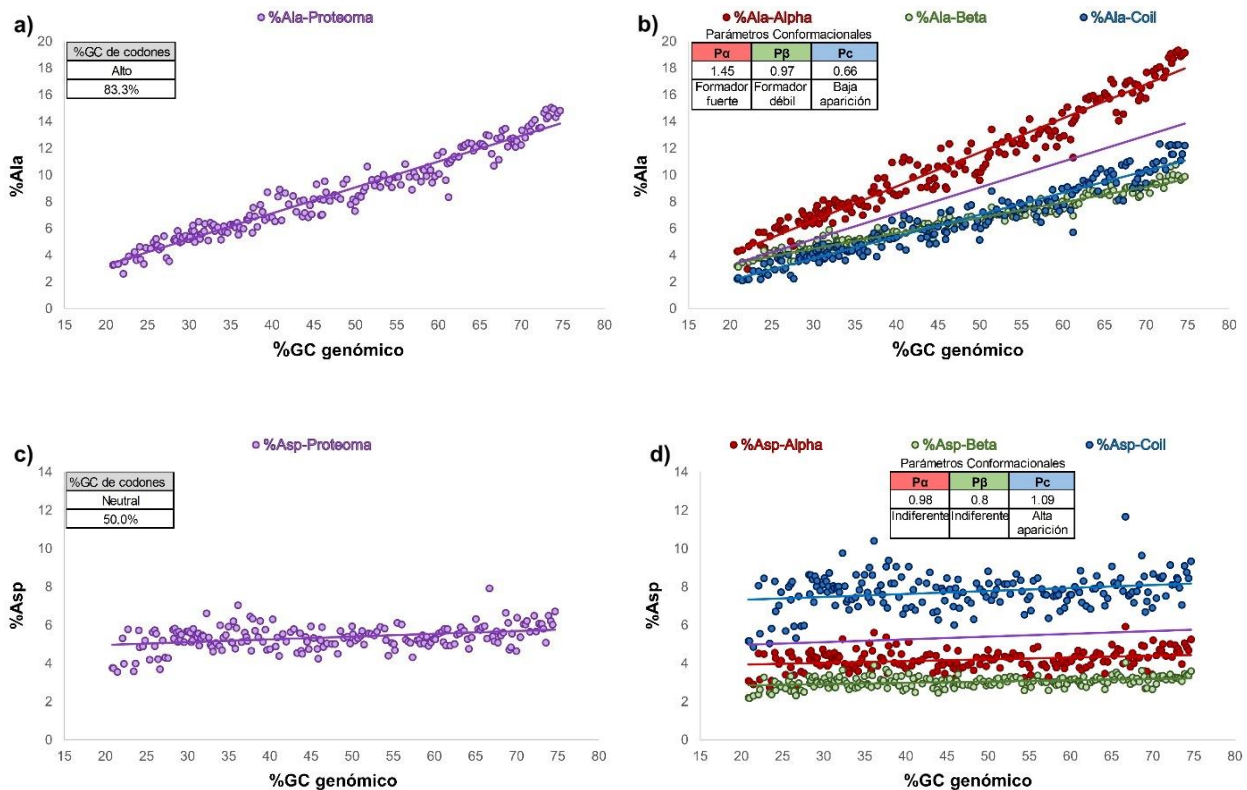 a)
%Ala-Proteoma
%GC de codones
Alto
83.3%
%Ala
20
18
16
14
12
10
8
6
4
2
0
15 20 25 30 35 40 45 50 55 60 65 70 75 80
%GC genómico
b)
%Ala-Alpha %Ala-Beta %Ala-Coil
Parámetros Conformacionales
Pα Pβ Pc
1.45 0.97 0.66
Formador fuerte Formador débil Baja aparición
%Ala
20
18
16
14
12
10
8
6
4
2
0
15 20 25 30 35 40 45 50 55 60 65 70 75 80
%GC genómico
c)
%Asp-Proteoma
%GC de codones
Neutral
50.0%
%Asp
14
12
10
8
6
4
2
0
15 20 25 30 35 40 45 50 55 60 65 70 75 80
%GC genómico
d)
%Asp-Alpha %Asp-Beta %Asp-Coil
Parámetros Conformacionales
Pα Pβ Pc
0.98 0.8 1.09
Indiferente Indiferente Alta aparición
%Asp
14
12
10
8
6
4
2
0
15 20 25 30 35 40 45 50 55 60 65 70 75 80
%GC genómico